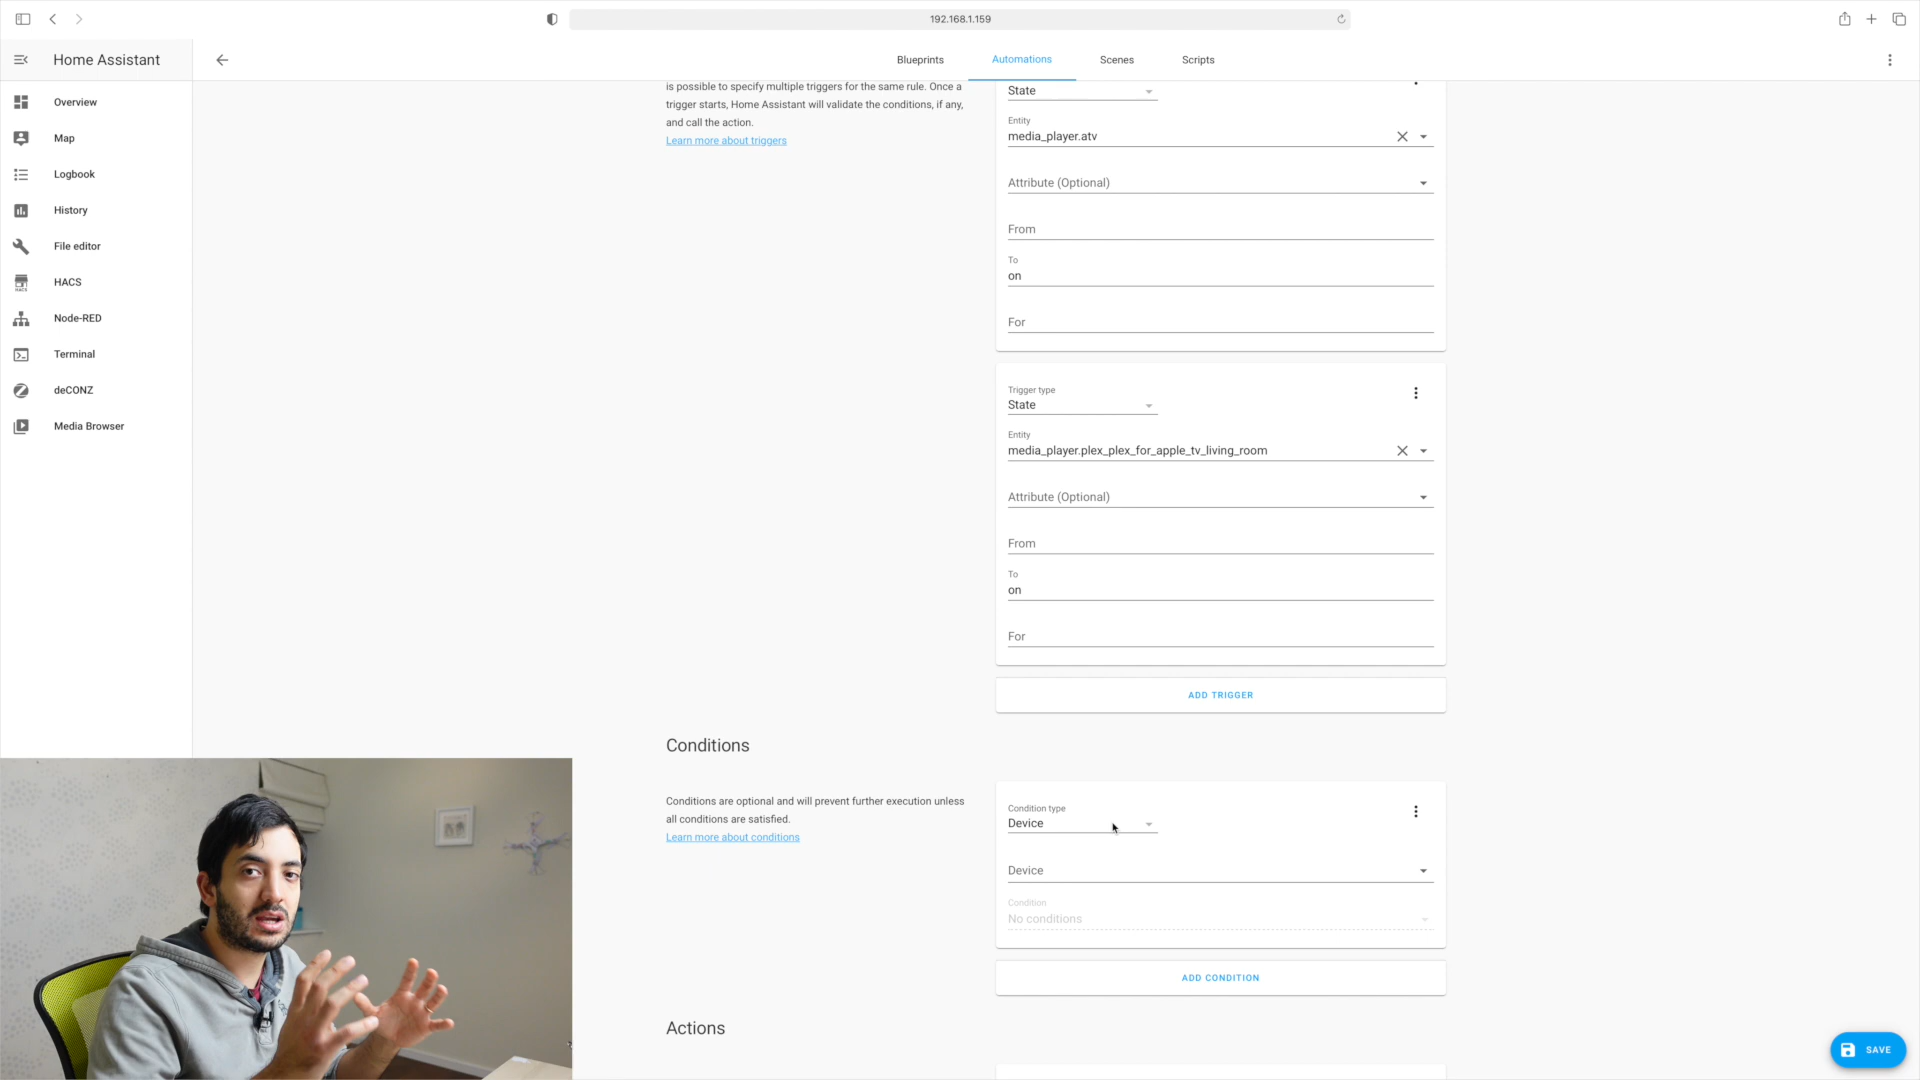 192.168.1.159
Home Assistant
Blueprints
Automations
Scenes
Scripts
Overview
Map
Logbook
History
File editor
HACS
HACS
Node-RED
Terminal
deCONZ
Media Browser
is possible to specify multiple triggers for the same rule. Once a
trigger starts, Home Assistant will validate the conditions, if any,
and call the action.
Learn more about triggers
State
Entity
media_player.atv
Attribute (Optional)
From
To
on
For
Trigger type
State
Entity
media_player.plex_plex_for_apple_tv_living_room
Attribute (Optional)
From
To
on
For
ADD TRIGGER
Conditions
Conditions are optional and will prevent further execution unless
all conditions are satisfied.
Learn more about conditions
Condition type
Device
Device
Condition
No conditions
ADD CONDITION
Actions
SAVE